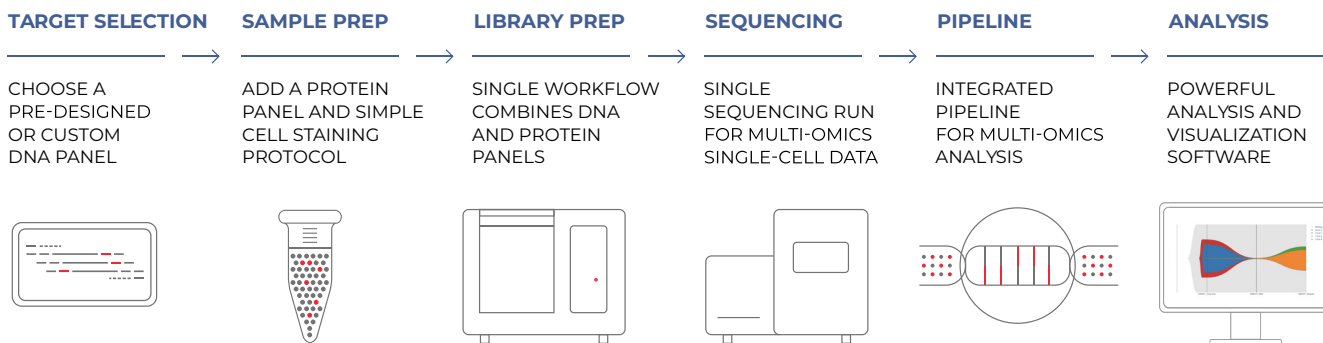 TARGET SELECTION
CHOOSE A
PRE-DESIGNED
OR CUSTOM
DNA PANEL
SAMPLE PREP
ADD A PROTEIN
PANEL AND SIMPLE
CELL STAINING
PROTOCOL
LIBRARY PREP
SINGLE WORKFLOW
COMBINES DNA
AND PROTEIN
PANELS
SEQUENCING
SINGLE
SEQUENCING RUN
FOR MULTI-OMICS
SINGLE-CELL DATA
PIPELINE
INTEGRATED
PIPELINE
FOR MULTI-OMICS
ANALYSIS
ANALYSIS
POWERFUL
ANALYSIS AND
VISUALIZATION
SOFTWARE